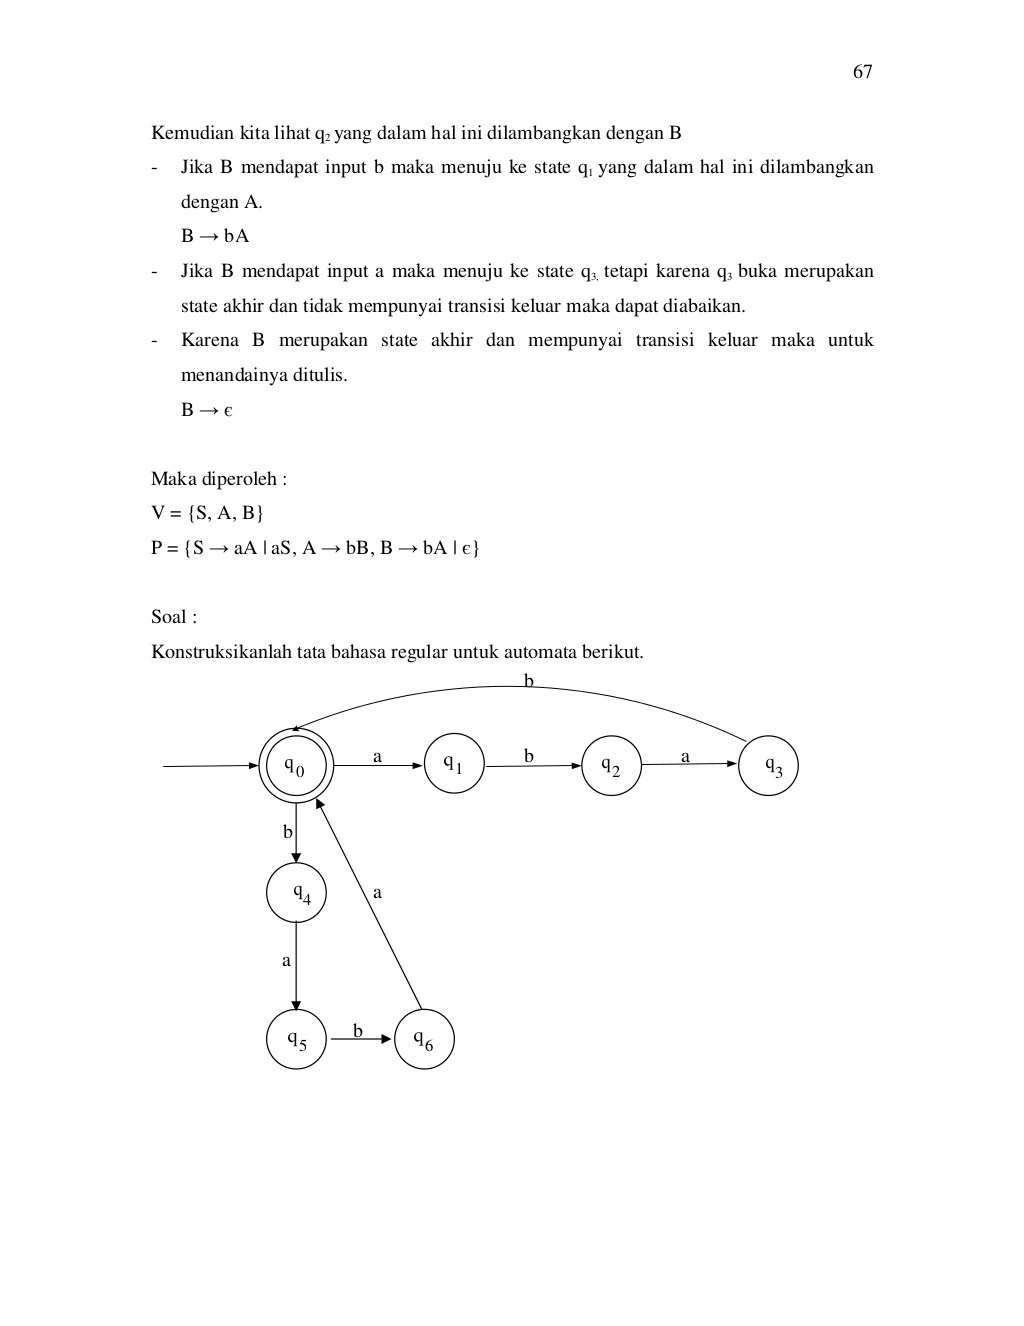 67
Kemudian kita lihat q₂ yang dalam hal ini dilambangkan dengan B
- Jika B mendapat input b maka menuju ke state q₁ yang dalam hal ini dilambangkan
dengan A.
B → bA
- Jika B mendapat input a maka menuju ke state q₃, tetapi karena q₃ buka merupakan
state akhir dan tidak mempunyai transisi keluar maka dapat diabaikan.
- Karena B merupakan state akhir dan mempunyai transisi keluar maka untuk
menandainya ditulis.
B → є
Maka diperoleh :
V = {S, A, B}
P = {S → aA | aS, A → bB, B → bA | є}
Soal :
Konstruksikanlah tata bahasa regular untuk automata berikut.
b
q₀ a q₁ b q₂ a q₃
b
q₄ a
a
q₅ b q₆